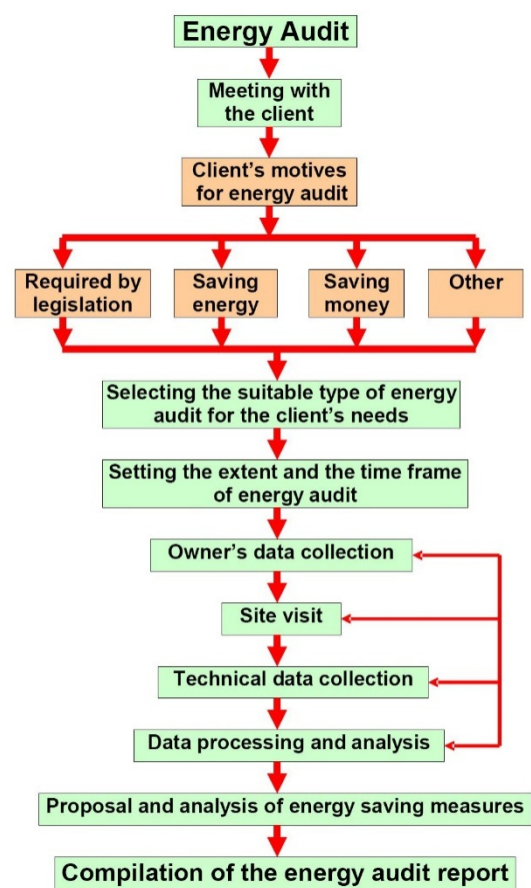 Energy Audit
Meeting with
the client
Client's motives
for energy audit
Required by
legislation
Saving
energy
Saving
money
Other
Selecting the suitable type of energy
audit for the client's needs
Setting the extent and the time frame
of energy audit
Owner's data collection
Site visit
Technical data collection
Data processing and analysis
Proposal and analysis of energy saving measures
Compilation of the energy audit report